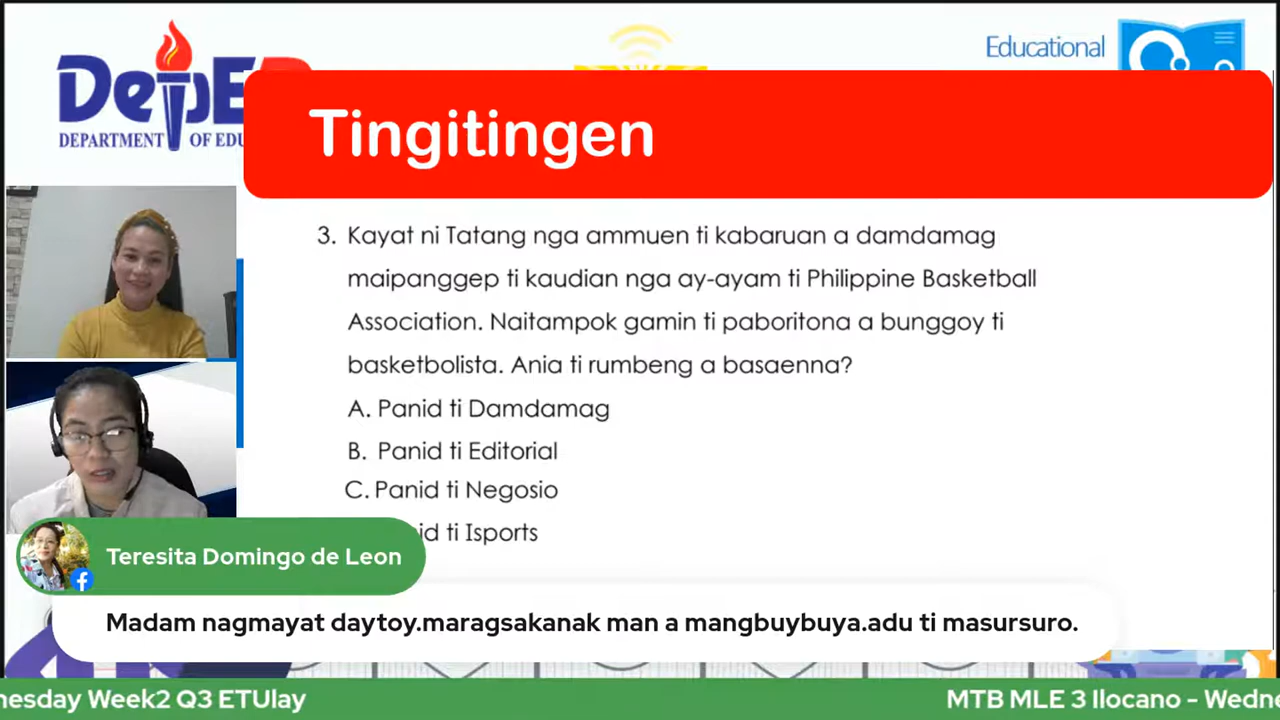 DepED
DEPARTMENT OF EDU
Educational
Tingitingen
3. Kayat ni Tatang nga ammuen ti kabaruan a damdamag
maipanggep ti kaudian nga ay-ayam ti Philippine Basketball
Association. Naitampok gamin ti paboritona a bunggoy ti
basketbolista. Ania ti rumbeng a basaenna?
A. Panid ti Damdamag
B. Panid ti Editorial
C. Panid ti Negosio
id ti Isports
Teresita Domingo de Leon
Madam nagmayat daytoy.maragsakanak man a mangbuybuya.adu ti masursuro.
nesday Week2 Q3 ETUlay
MTB MLE 3 Ilocano - Wedne